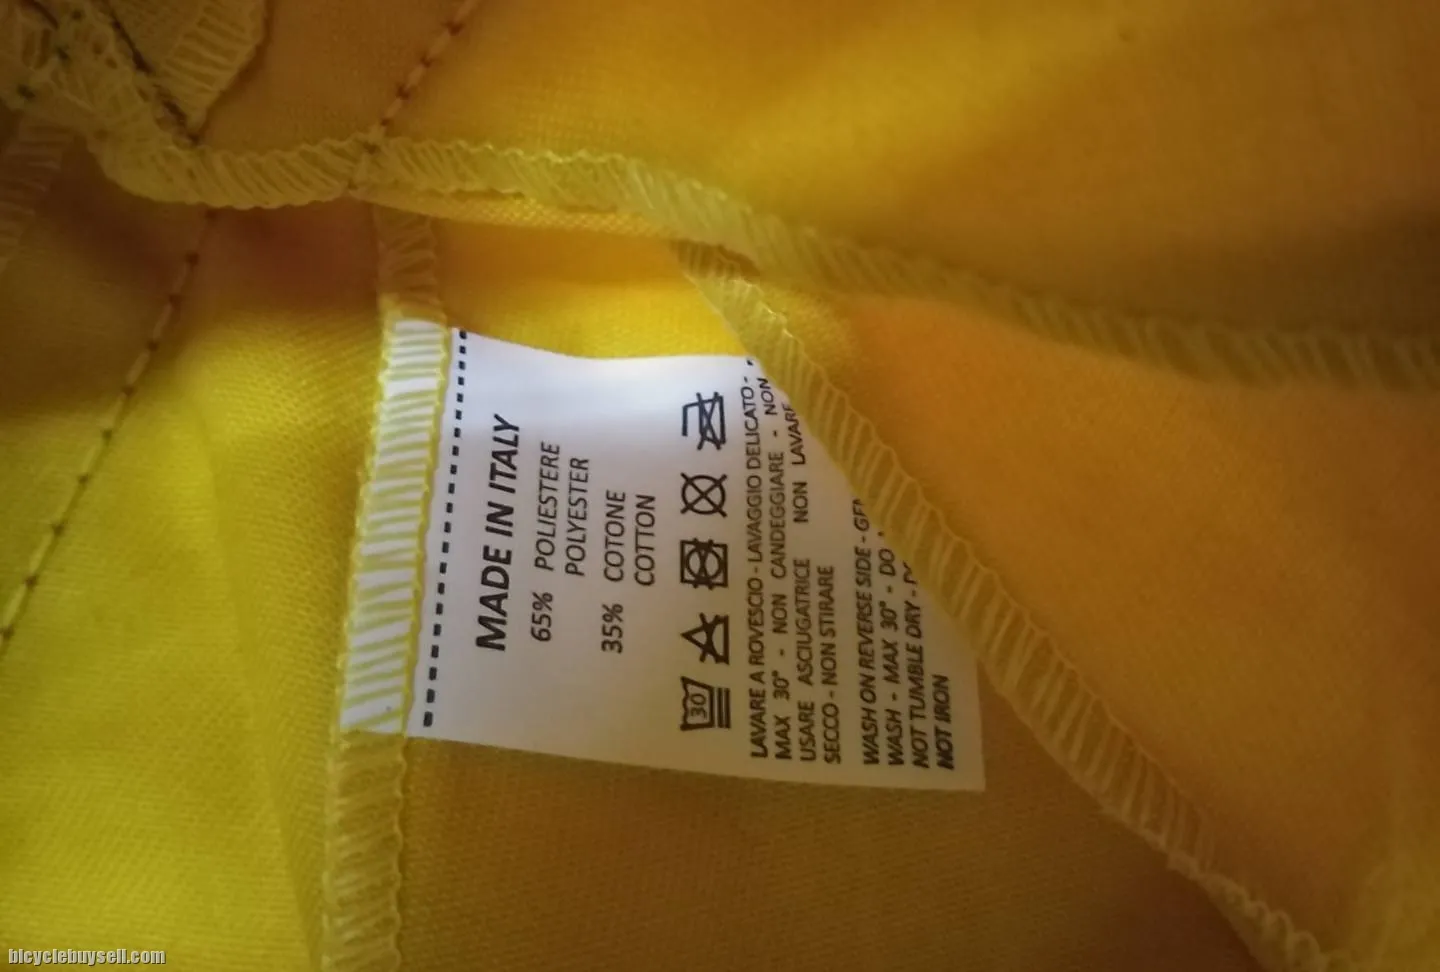 MADE IN ITALY
65% POLIESTERE
POLYESTER
35% COTONE
COTTON
30
LAVARE A ROVESCIO - LAVAGGIO DELICATO -
MAX 30° - NON CANDEGGIARE - NON
USARE ASCIUGATRICE NON LAVARE
SECCO - NON STIRARE
WASH ON REVERSE SIDE -
WASH - MAX 30° - DO
NOT TUMBLE DRY -
NOT IRON
bicyclebuysell.com